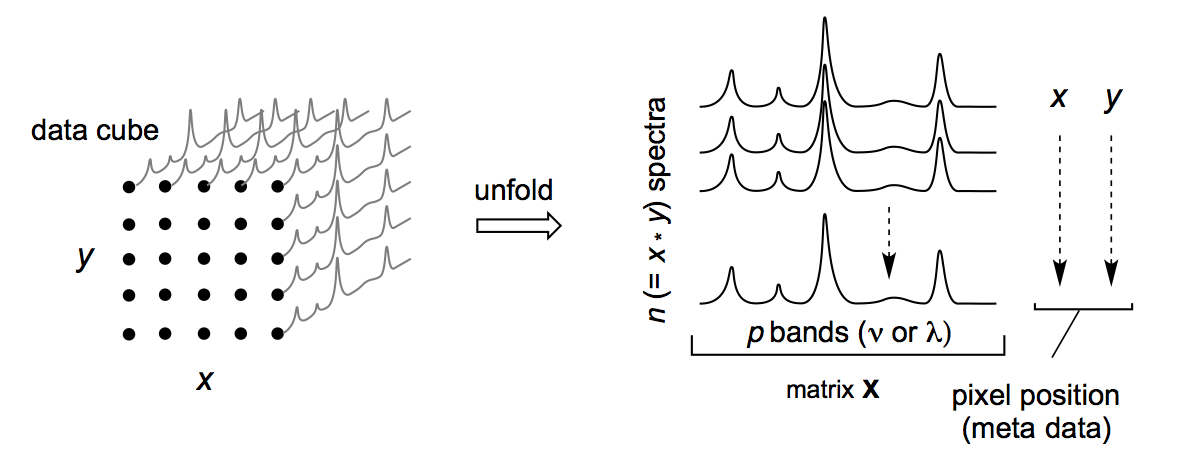 data cube
y
x
unfold
n (= x * y) spectra
p bands (ν or λ)
matrix X
x y
pixel position
(meta data)